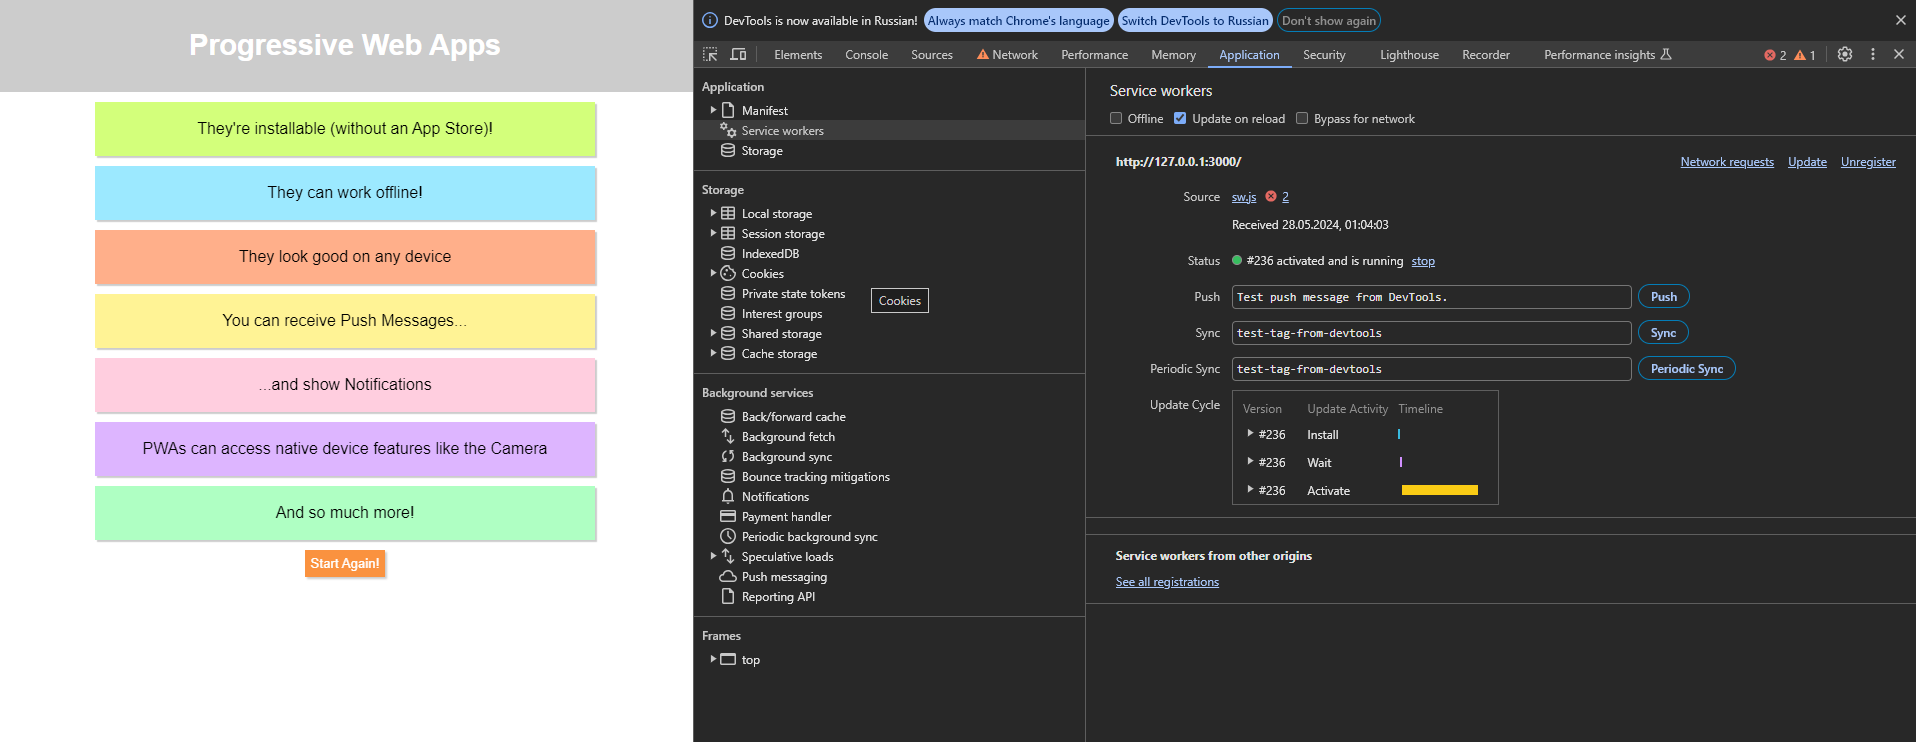 Progressive Web Apps
They're installable (without an App Store)!
They can work offline!
They look good on any device
You can receive Push Messages...
...and show Notifications
PWAs can access native device features like the Camera
And so much more!
Start Again!
DevTools is now available in Russian! Always match Chrome's language Switch DevTools to Russian Don't show again
Elements Console Sources Network Performance Memory Application Security Lighthouse Recorder Performance insights 2 1
Application
Manifest
Service workers
Storage
Storage
Local storage
Session storage
IndexedDB
Cookies
Private state tokens
Interest groups
Shared storage
Cache storage
Cookies
Background services
Back/forward cache
Background fetch
Background sync
Bounce tracking mitigations
Notifications
Payment handler
Periodic background sync
Speculative loads
Push messaging
Reporting API
Frames
top
Service workers
Offline Update on reload Bypass for network
http://127.0.0.1:3000/ Network requests Update Unregister
Source sw.js 2
Received 28.05.2024, 01:04:03
Status #236 activated and is running stop
Push Test push message from DevTools. Push
Sync test-tag-from-devtools Sync
Periodic Sync test-tag-from-devtools Periodic Sync
Update Cycle Version Update Activity Timeline
#236 Install
#236 Wait
#236 Activate
Service workers from other origins
See all registrations